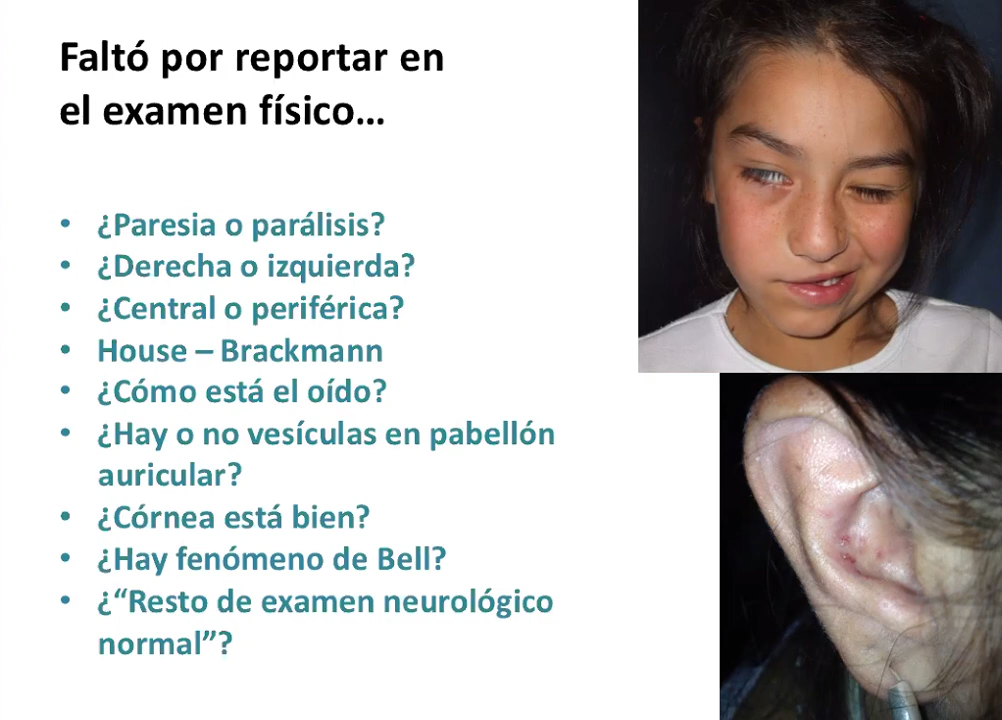 Faltó por reportar en
el examen físico...
• ¿Paresia o parálisis?
• ¿Derecha o izquierda?
• ¿Central o periférica?
• House – Brackmann
• ¿Cómo está el oído?
• ¿Hay o no vesículas en pabellón
auricular?
• ¿Córnea está bien?
• ¿Hay fenómeno de Bell?
• ¿“Resto de examen neurológico
normal”?